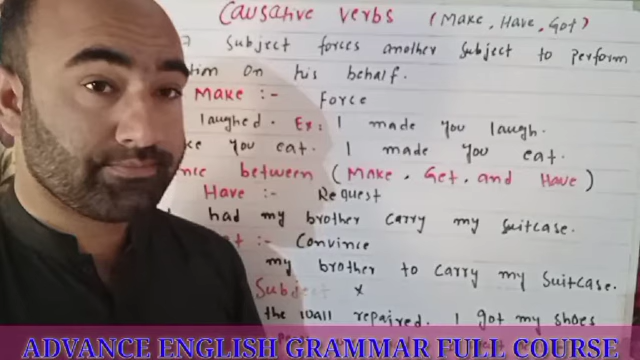 Causative Verbs (Make, Have, Get)
Subject forces another Subject to perform
on his behalf.
Make :- Force
laughed. Ex: I made you laugh.
you eat. I made you eat.
between (Make, Get, and Have)
Have :- Request
had my brother carry my suitcase.
:- Convince
my brother to carry my suitcase.
Subject x
the wall repaired. I got my shoes
ADVANCE ENGLISH GRAMMAR FULL COURSE